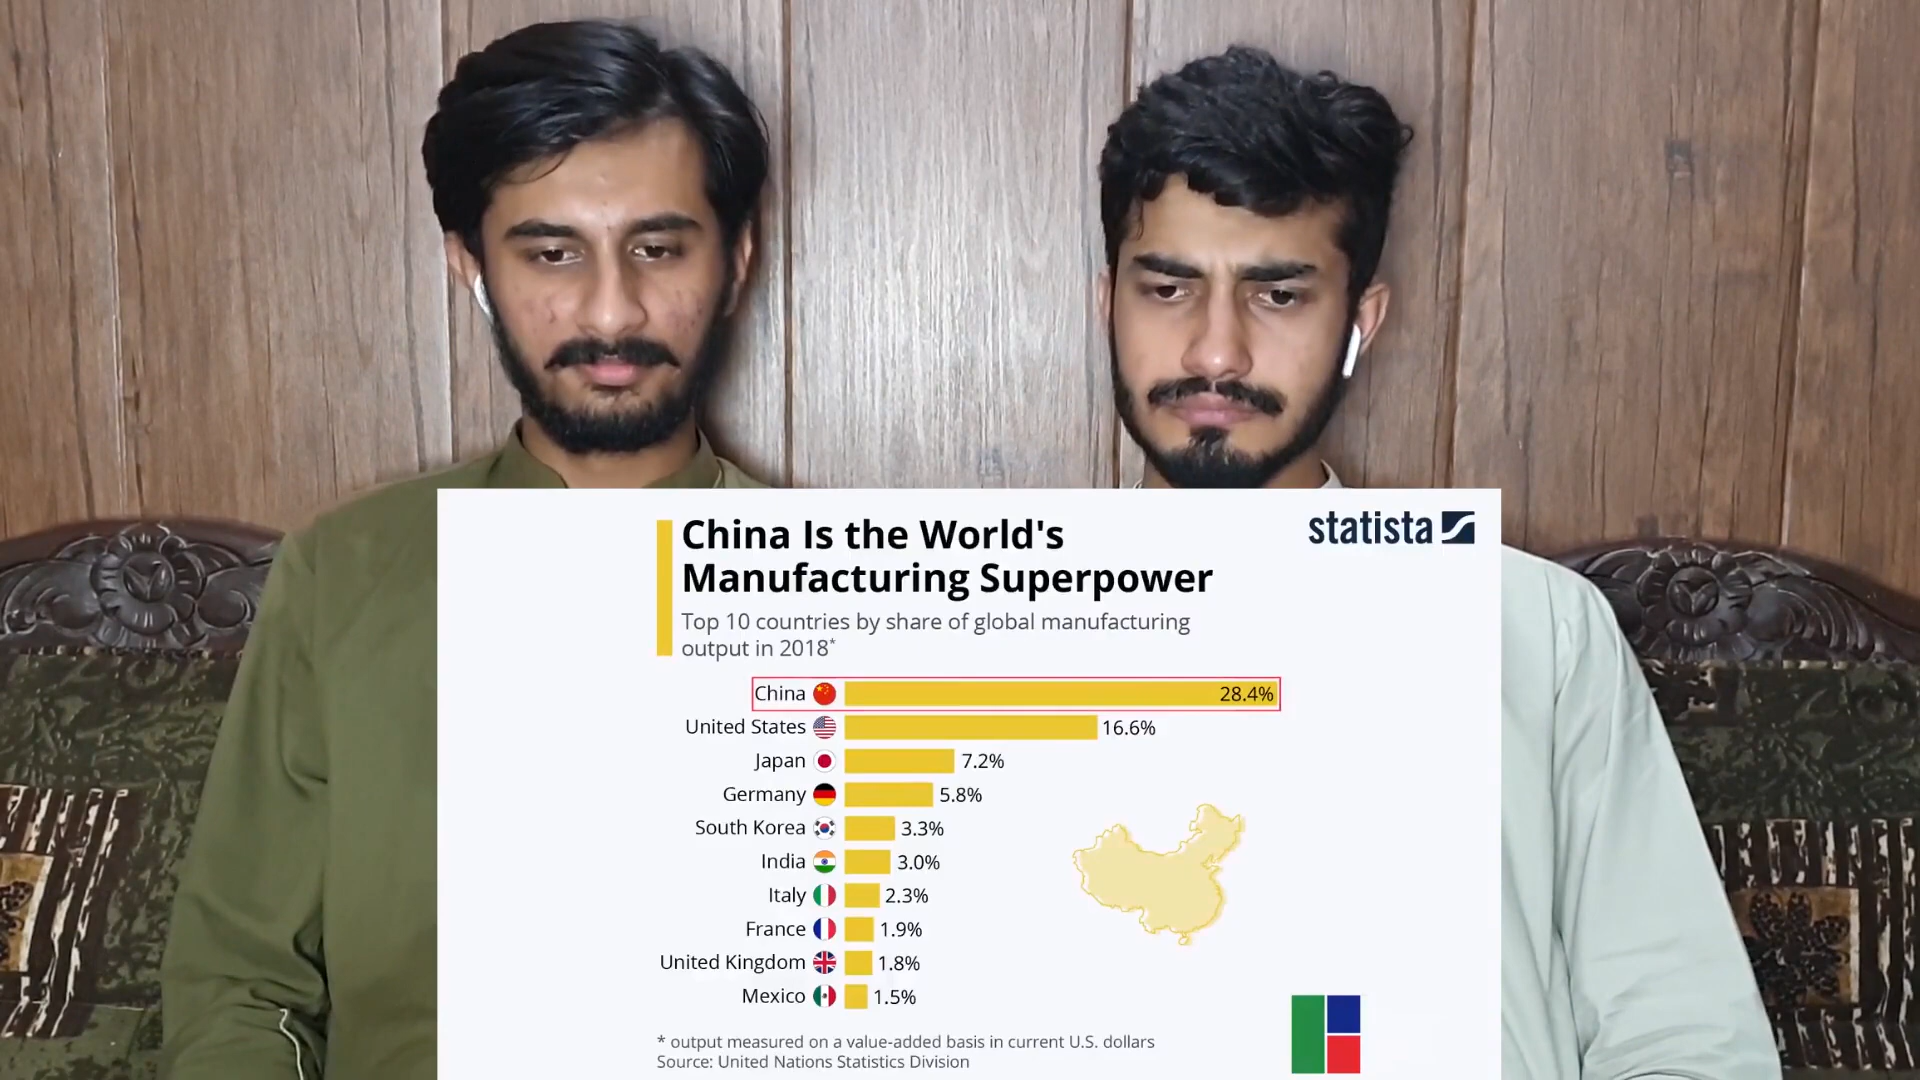 China Is the World's
Manufacturing Superpower
statista
Top 10 countries by share of global manufacturing
output in 2018*
China 28.4%
United States 16.6%
Japan 7.2%
Germany 5.8%
South Korea 3.3%
India 3.0%
Italy 2.3%
France 1.9%
United Kingdom 1.8%
Mexico 1.5%
* output measured on a value-added basis in current U.S. dollars
Source: United Nations Statistics Division